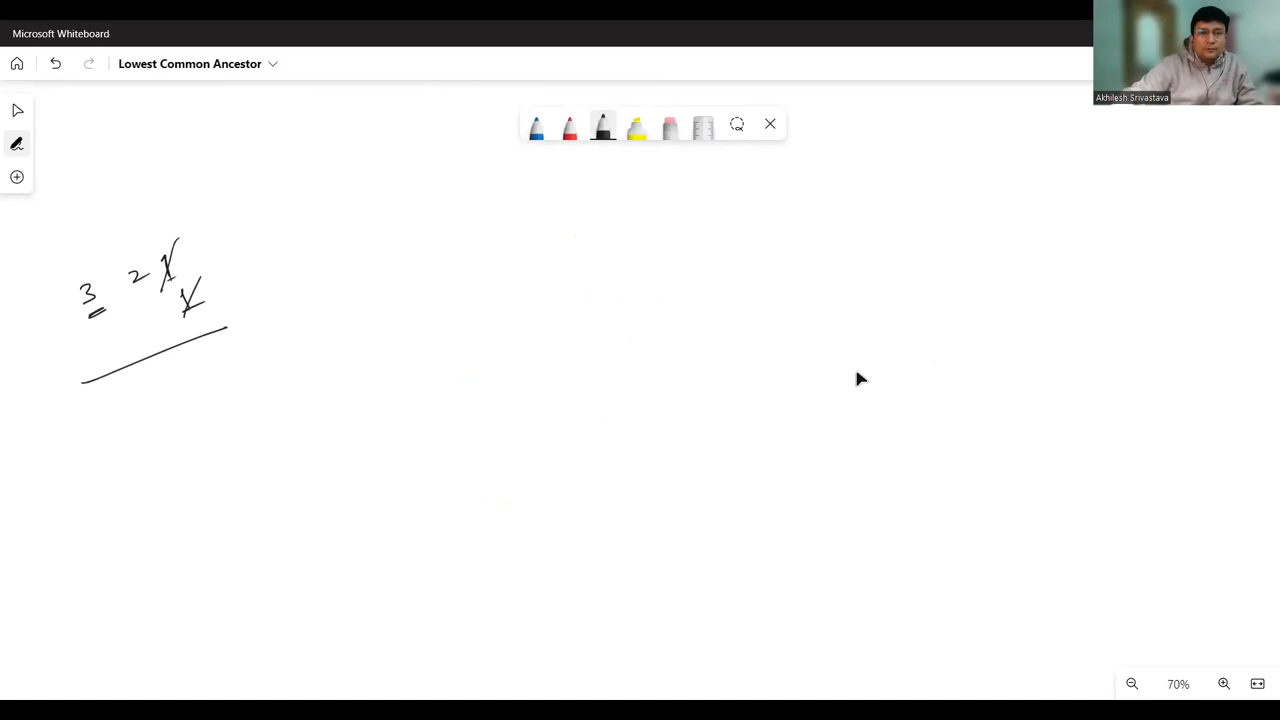 Microsoft Whiteboard
Lowest Common Ancestor
Akhilesh Srivastava
3 2 1
1
70%